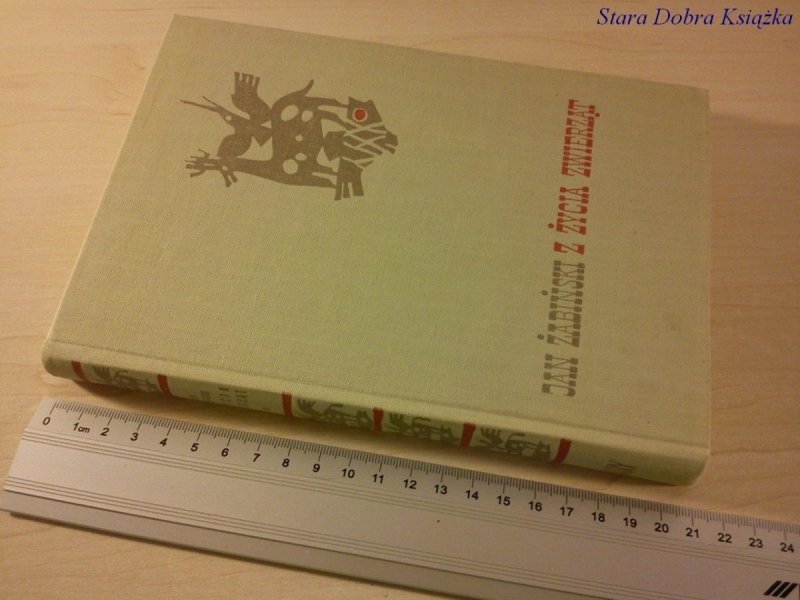 Stara Dobra Książka
JAN ŻABIŃSKI Z ŻYCIA ZWIERZĄT
0 1cm 2 3 4 5 6 7 8 9 10 11 12 13 14 15 16 17 18 19 20 21 22 23 24